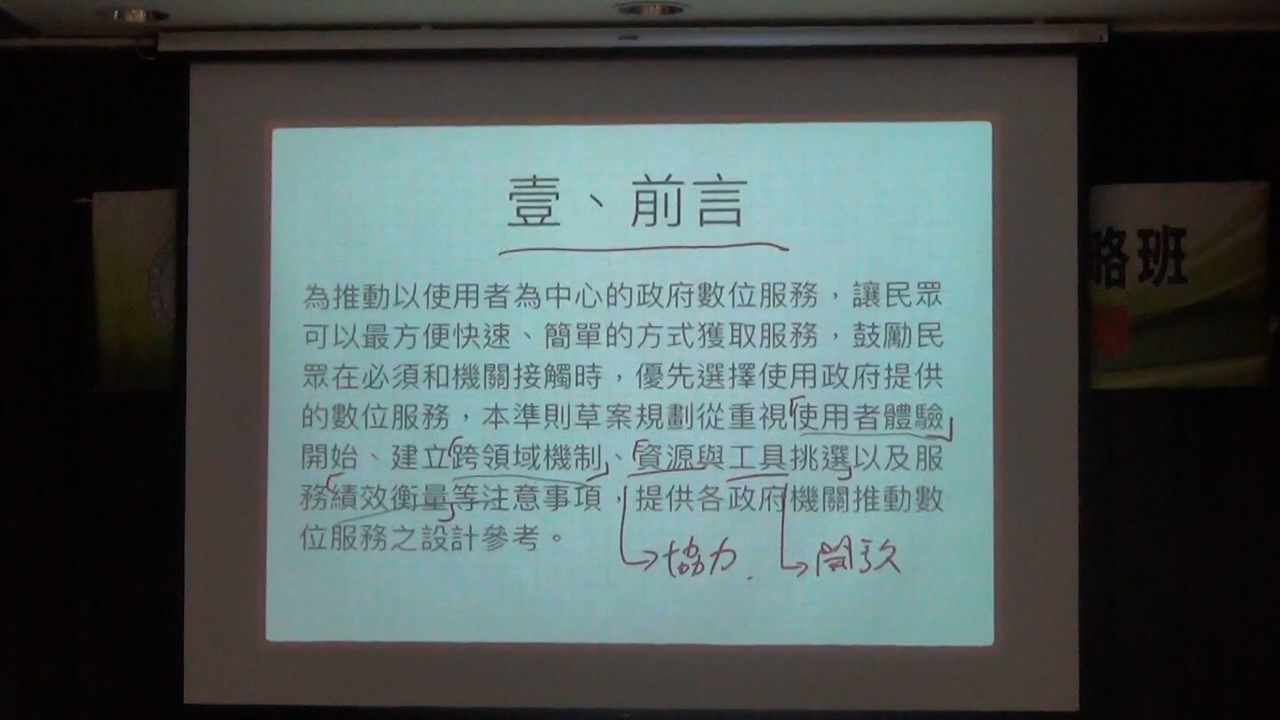 壹、前言
為推動以使用者為中心的政府數位服務，讓民眾
可以最方便快速、簡單的方式獲取服務，鼓勵民
眾在必須和機關接觸時，優先選擇使用政府提供
的數位服務，本準則草案規劃從重視「使用者體驗」
開始、建立「跨領域機制」、「資源與工具挑選」以及服
務「績效衡量」等注意事項，提供各政府機關推動數
位服務之設計參考。
協力
略班